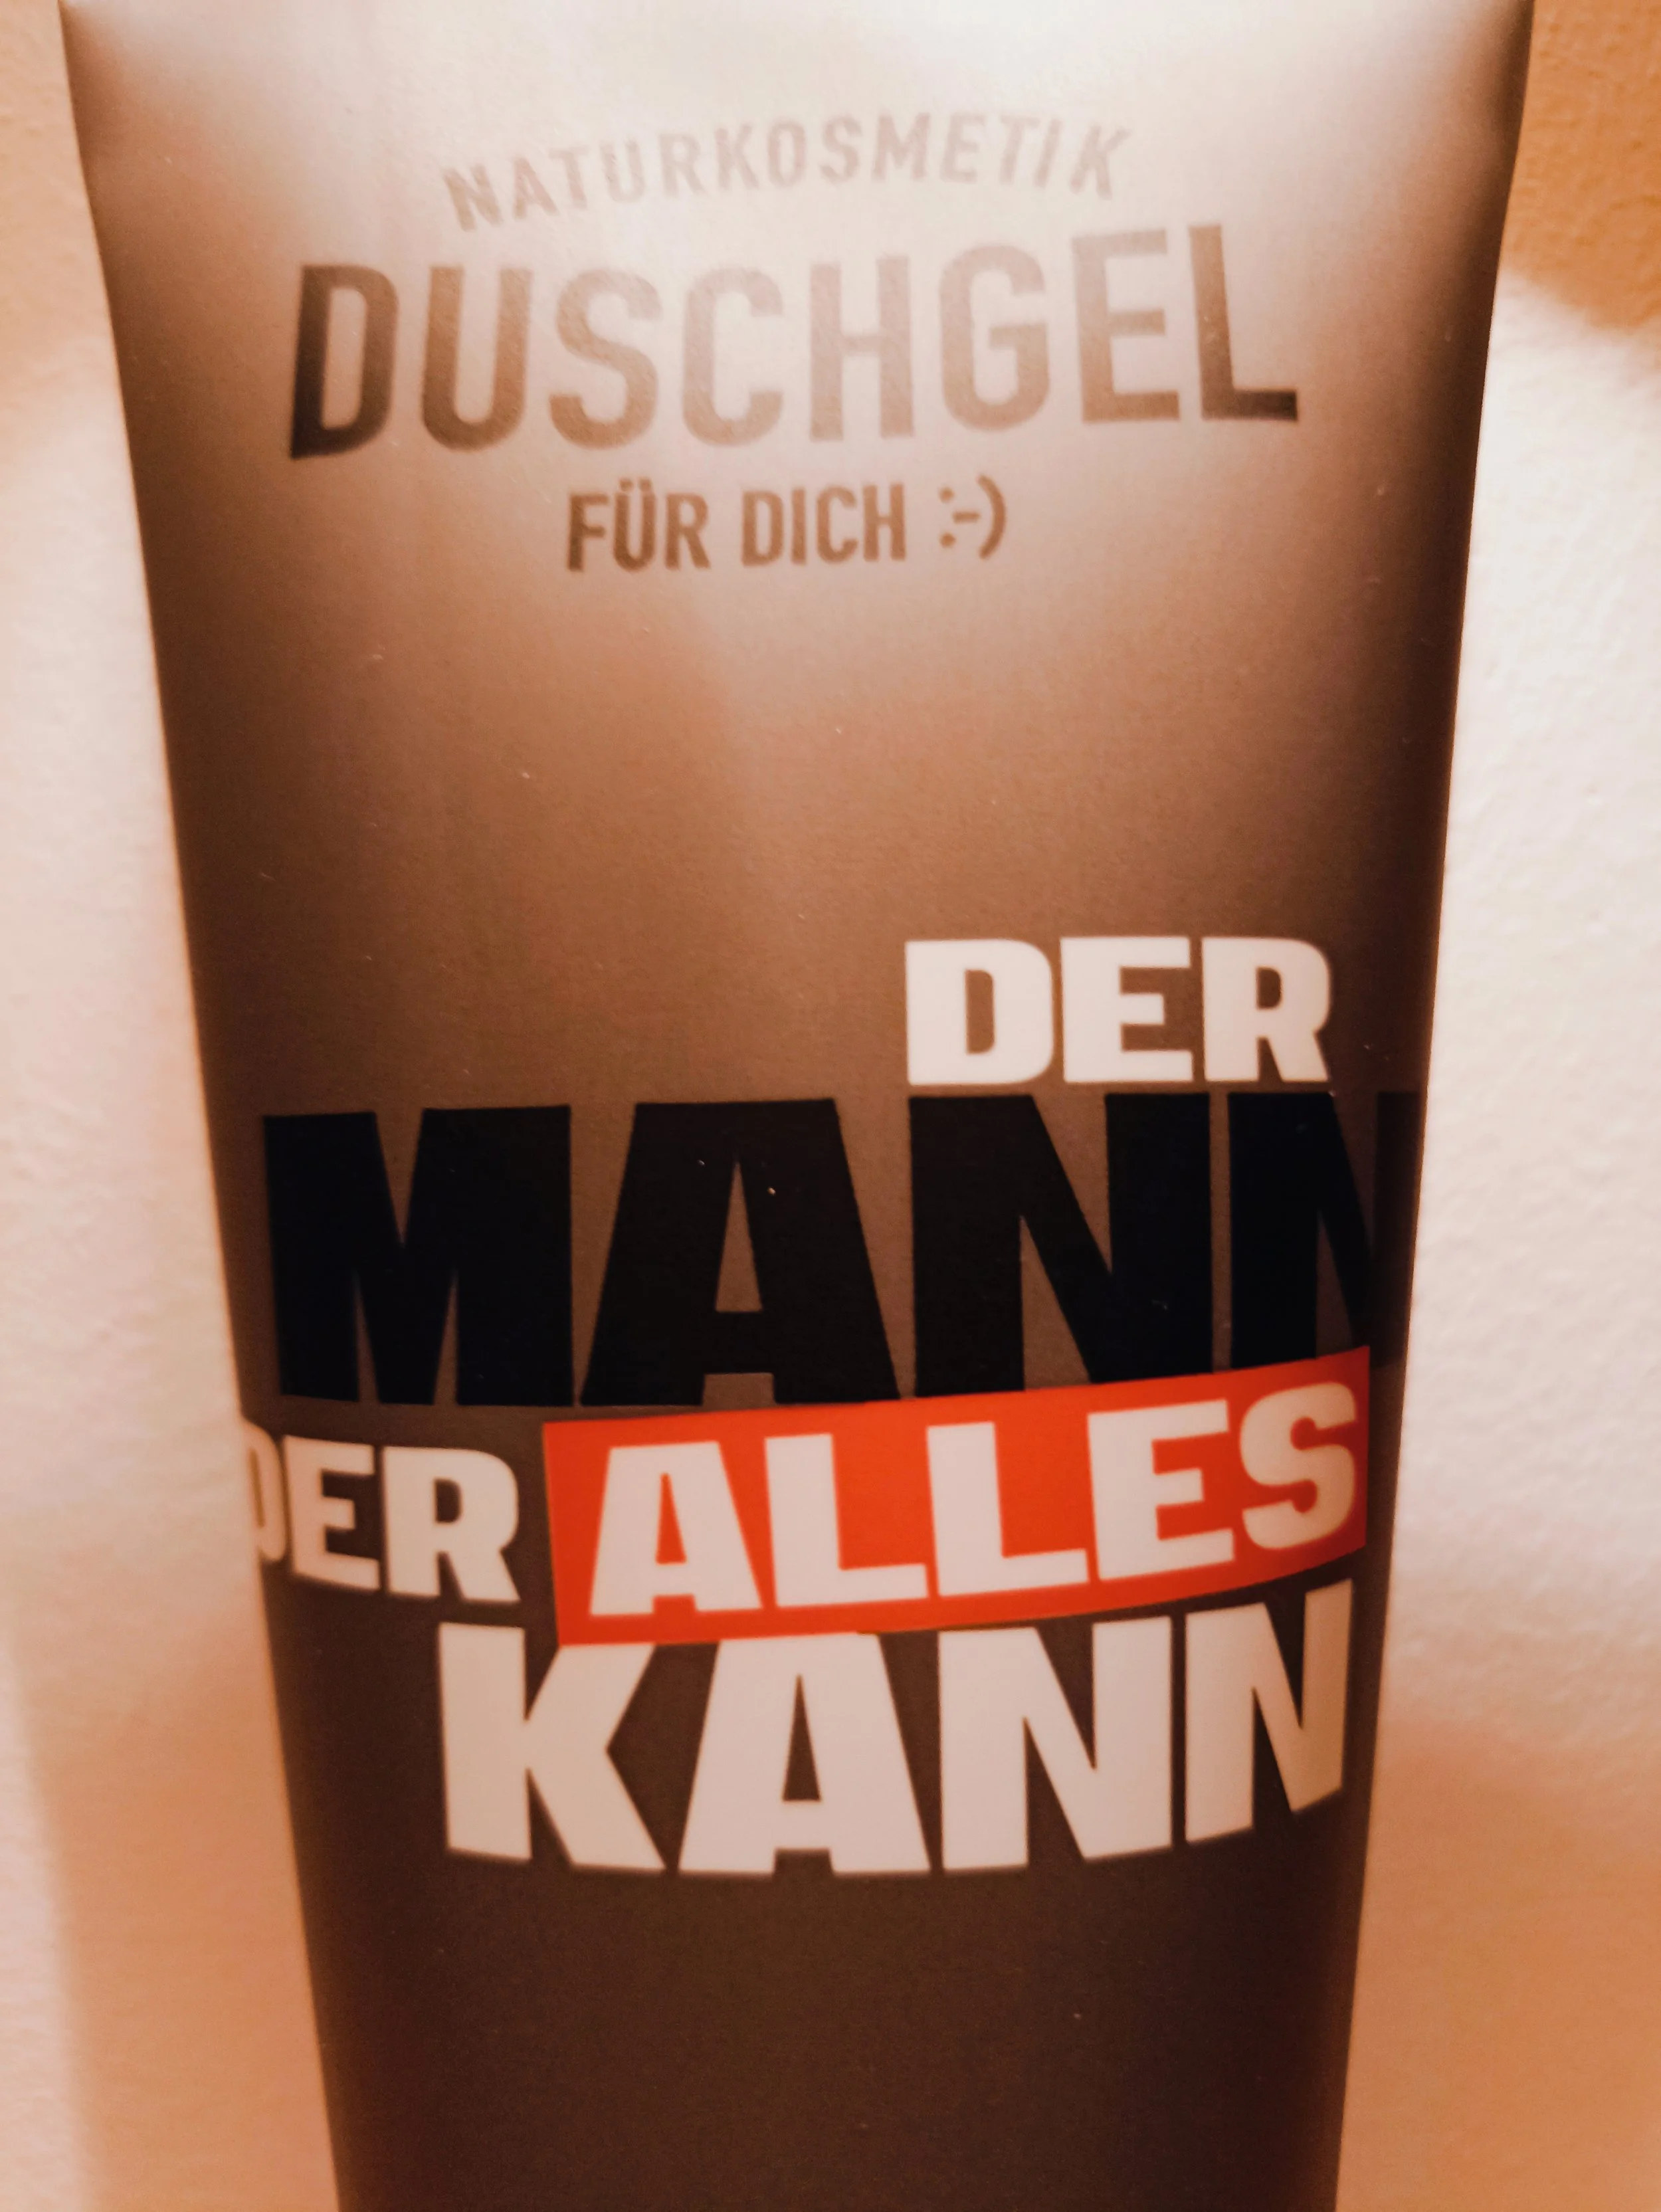 NATURKOSMETIK
DUSCHGEL
FÜR DICH :-)
DER
MANN
DER ALLES
KANN